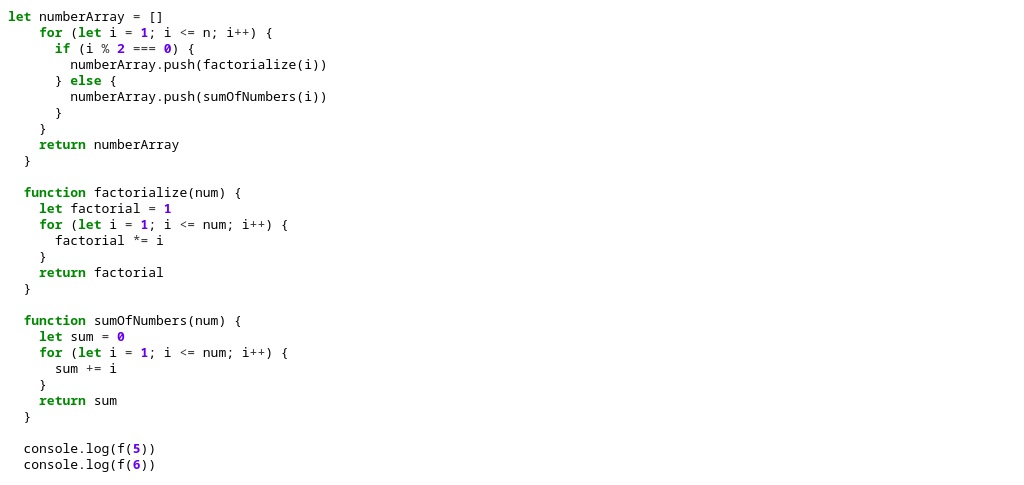 let numberArray = []
    for (let i = 1; i <= n; i++) {
      if (i % 2 === 0) {
        numberArray.push(factorialize(i))
      } else {
        numberArray.push(sumOfNumbers(i))
      }
    }
    return numberArray
  }

  function factorialize(num) {
    let factorial = 1
    for (let i = 1; i <= num; i++) {
      factorial *= i
    }
    return factorial
  }

  function sumOfNumbers(num) {
    let sum = 0
    for (let i = 1; i <= num; i++) {
      sum += i
    }
    return sum
  }

  console.log(f(5))
  console.log(f(6))